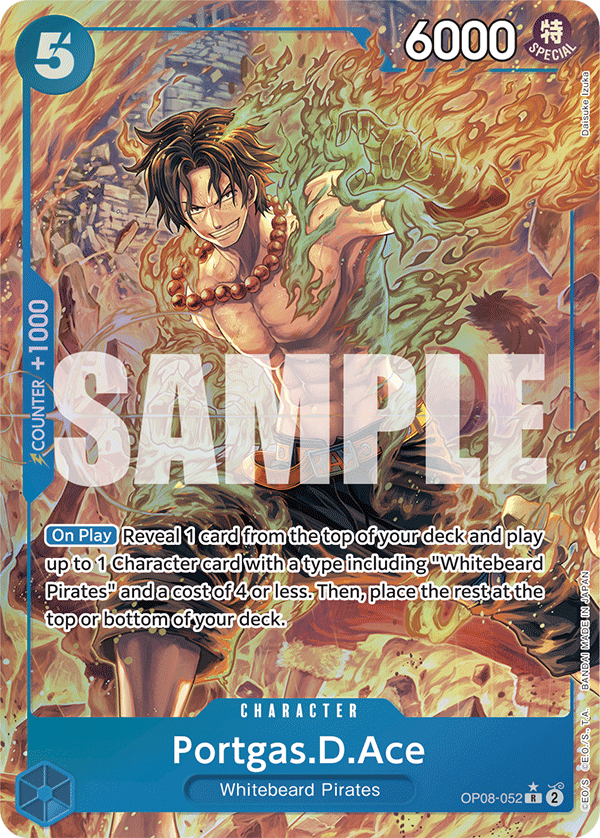 5
6000
特
SPECIAL
Daisuke Izuka
COUNTER +1000
SAMPLE
On Play Reveal 1 card from the top of your deck and play
up to 1 Character card with a type including "Whitebeard
Pirates" and a cost of 4 or less. Then, place the rest at the
top or bottom of your deck.
©E.O./S. ©E.O./S., T.A. BANDAI MADE IN JAPAN
CHARACTER
Portgas.D.Ace
Whitebeard Pirates
OP08-052 R 2